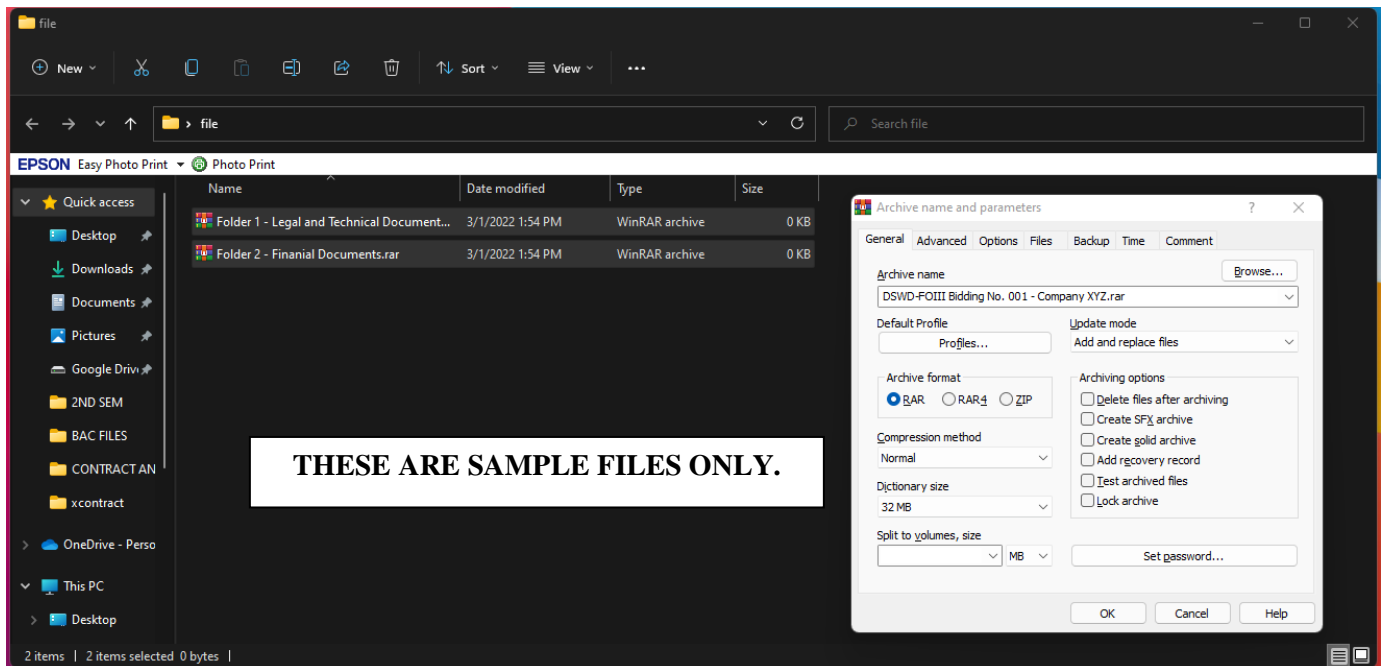 file
New
Sort
View
file
Search file
EPSON Easy Photo Print
Photo Print
Name
Date modified
Type
Size
Quick access
Desktop
Downloads
Documents
Pictures
Google Driv
2ND SEM
BAC FILES
CONTRACT AN
xcontract
OneDrive - Perso
This PC
Desktop
Folder 1 - Legal and Technical Document... 3/1/2022 1:54 PM WinRAR archive 0 KB
Folder 2 - Finanial Documents.rar 3/1/2022 1:54 PM WinRAR archive 0 KB
THESE ARE SAMPLE FILES ONLY.
2 items | 2 items selected 0 bytes |
Archive name and parameters
?
General Advanced Options Files Backup Time Comment
Archive name
Browse...
DSWD-FOIII Bidding No. 001 - Company XYZ.rar
Default Profile
Profiles...
Update mode
Add and replace files
Archive format
RAR RAR4 ZIP
Compression method
Normal
Dictionary size
32 MB
Split to volumes, size
MB
Archiving options
Delete files after archiving
Create SFX archive
Create solid archive
Add recovery record
Test archived files
Lock archive
Set password...
OK Cancel Help